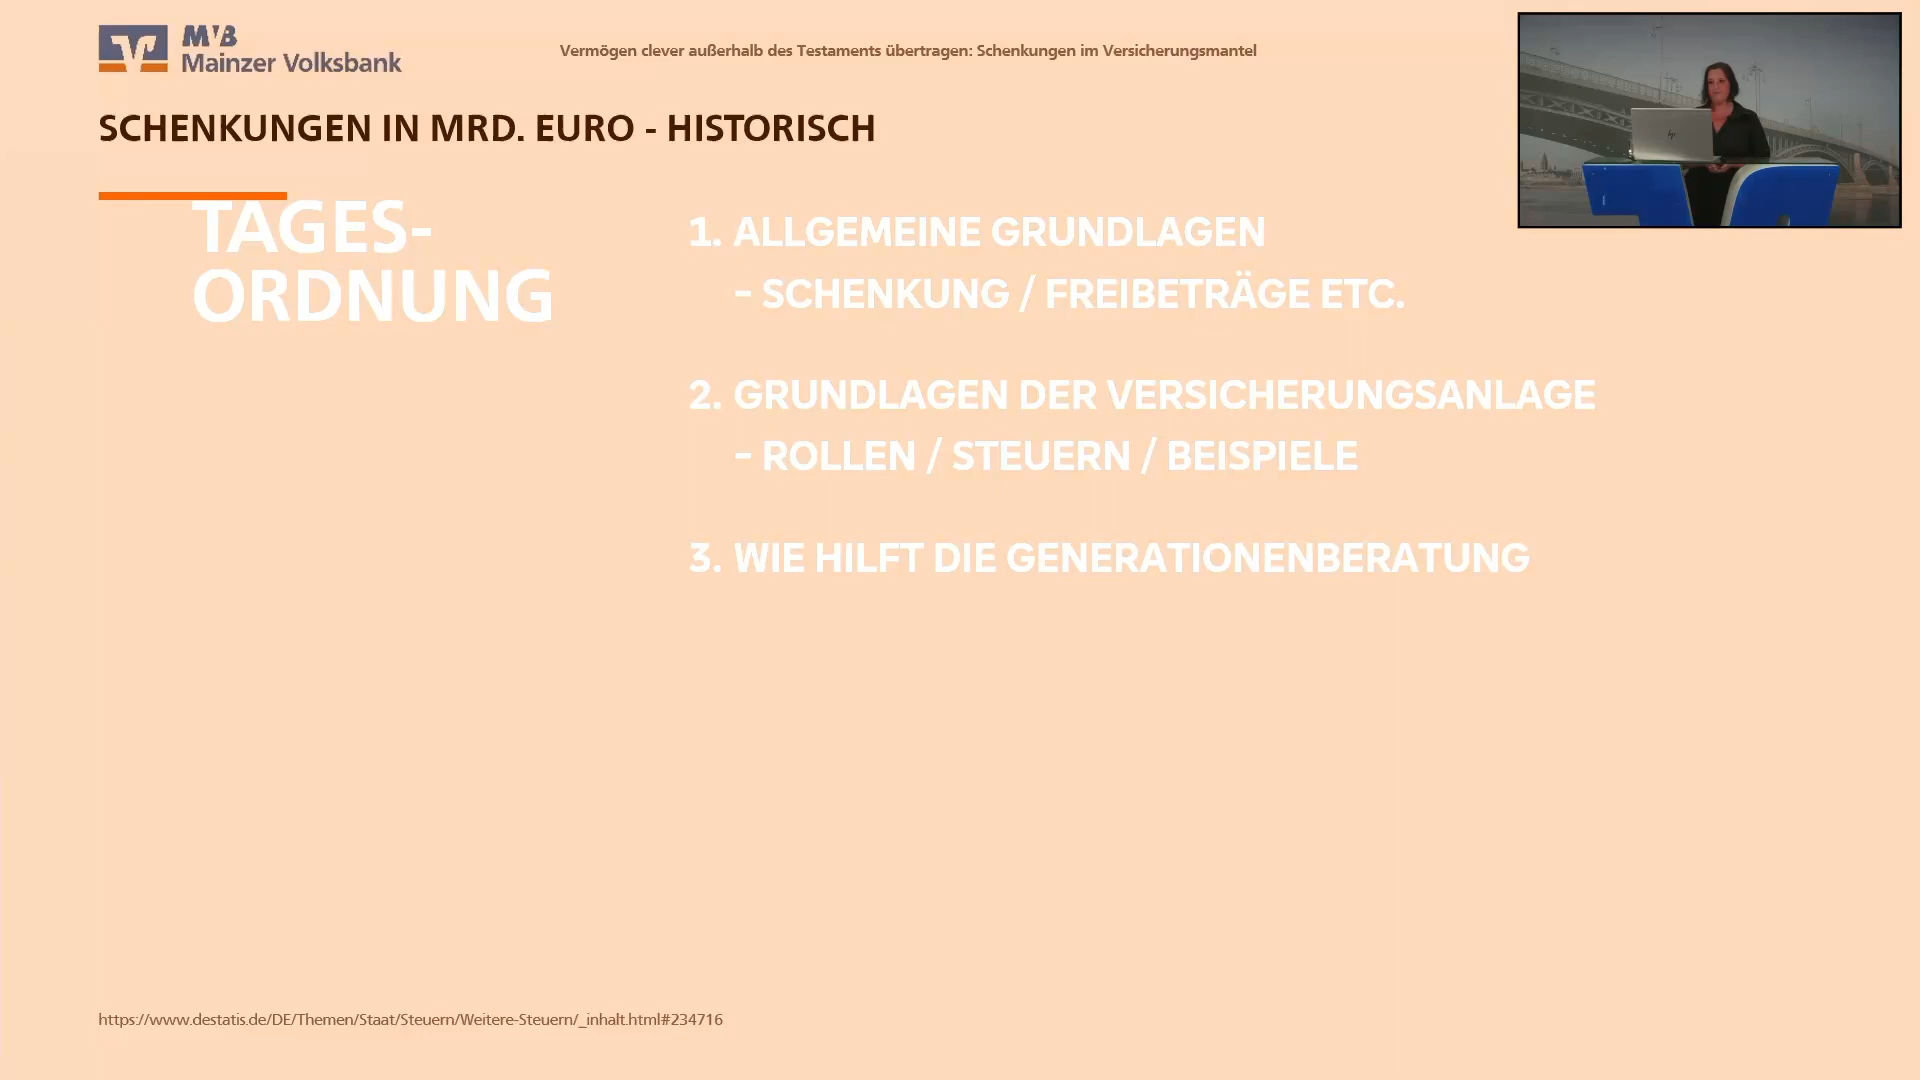 MVB
Mainzer Volksbank
Vermögen clever außerhalb des Testaments übertragen: Schenkungen im Versicherungsmantel
SCHENKUNGEN IN MRD. EURO - HISTORISCH
TAGES-
ORDNUNG
1. ALLGEMEINE GRUNDLAGEN
- SCHENKUNG / FREIBETRÄGE ETC.
2. GRUNDLAGEN DER VERSICHERUNGSANLAGE
- ROLLEN / STEUERN / BEISPIELE
3. WIE HILFT DIE GENERATIONENBERATUNG
https://www.destatis.de/DE/Themen/Staat/Steuern/Weitere-Steuern/_inhalt.html#234716
hp